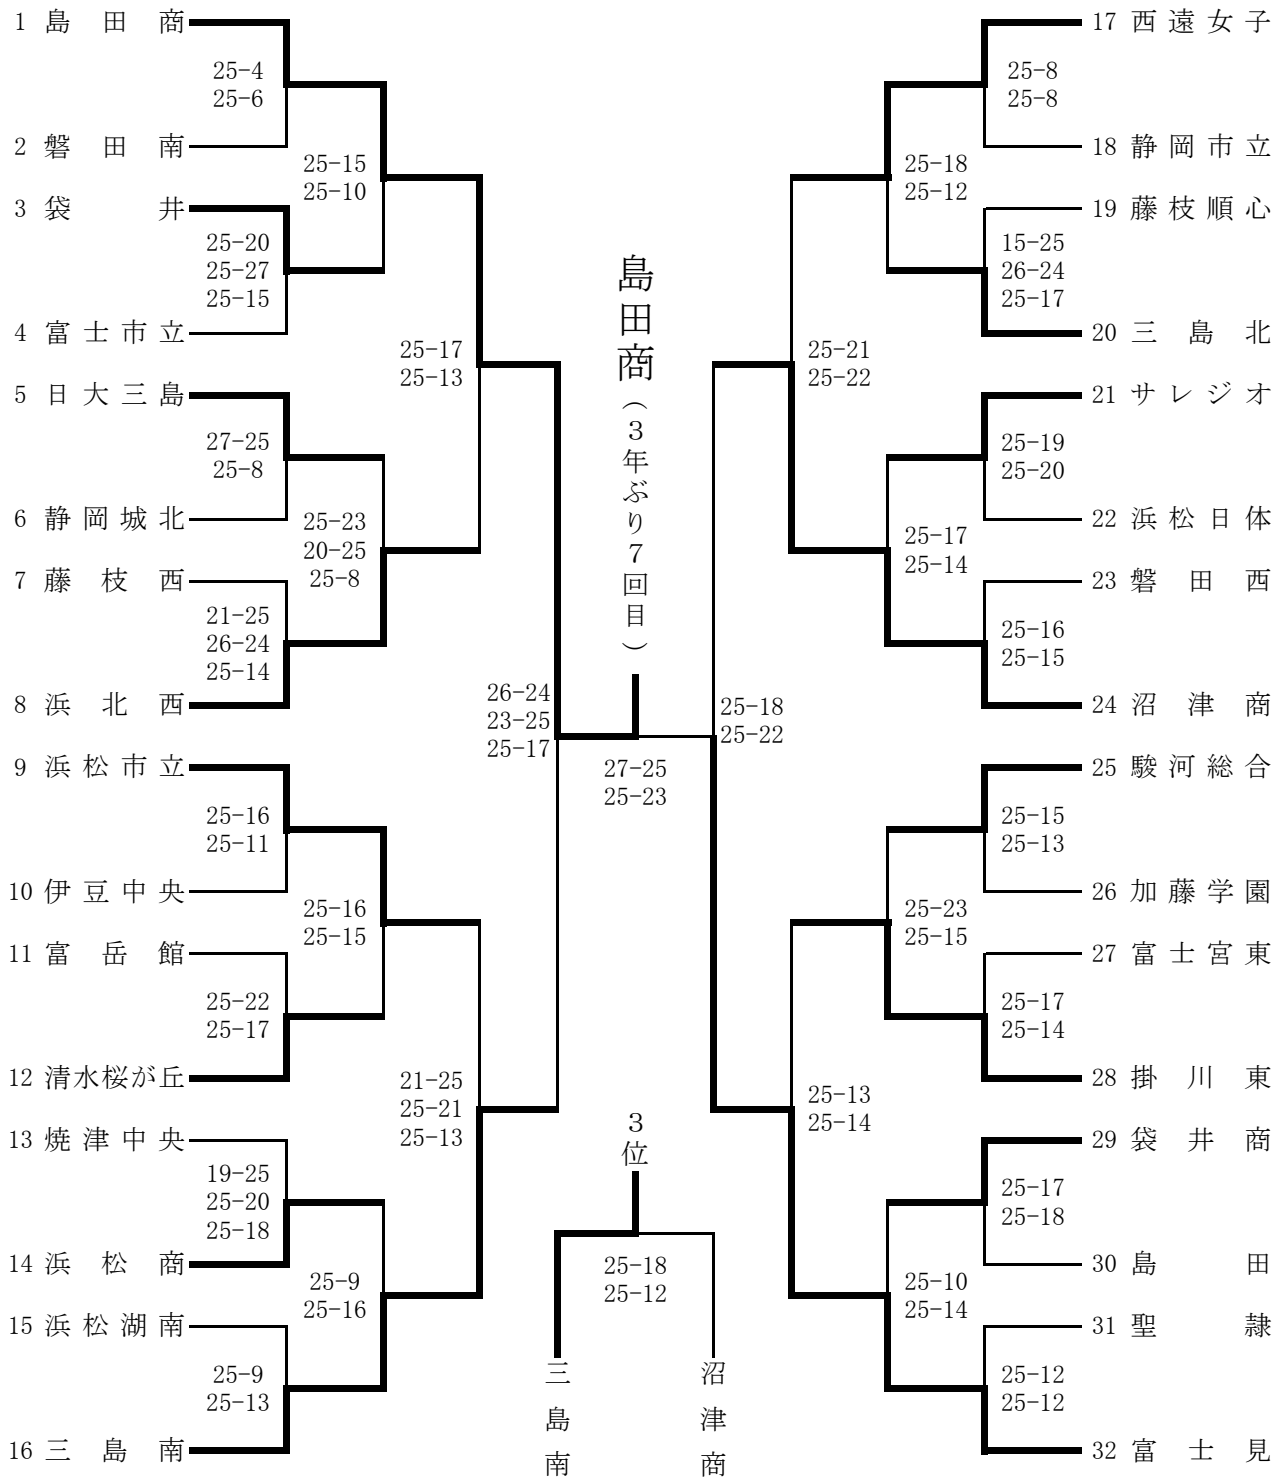 1 島田商
25-4
25-6
2 磐田南
25-15
25-10
3 袋井
25-20
25-27
25-15
4 富士市立
25-17
25-13
5 日大三島
27-25
25-8
6 静岡城北
25-23
20-25
25-8
7 藤枝西
21-25
26-24
25-14
8 浜北西
26-24
23-25
25-17
9 浜松市立
25-16
25-11
10 伊豆中央
25-16
25-15
11 富岳館
25-22
25-17
12 清水桜が丘
21-25
25-21
25-13
13 焼津中央
19-25
25-20
25-18
14 浜松商
25-9
25-16
15 浜松湖南
25-9
25-13
16 三島南
島田商(3年ぶり7回目)
27-25
25-23
3位
25-18
25-12
三島南
沼津商
17 西遠女子
25-8
25-8
18 静岡市立
25-18
25-12
19 藤枝順心
15-25
26-24
25-17
20 三島北
25-21
25-22
21 サレジオ
25-19
25-20
22 浜松日体
25-17
25-14
23 磐田西
25-16
25-15
24 沼津商
25-18
25-22
25 駿河総合
25-15
25-13
26 加藤学園
25-23
25-15
27 富士宮東
25-17
25-14
28 掛川東
25-13
25-14
29 袋井商
25-17
25-18
30 島田
25-10
25-14
31 聖隷
25-12
25-12
32 富士見